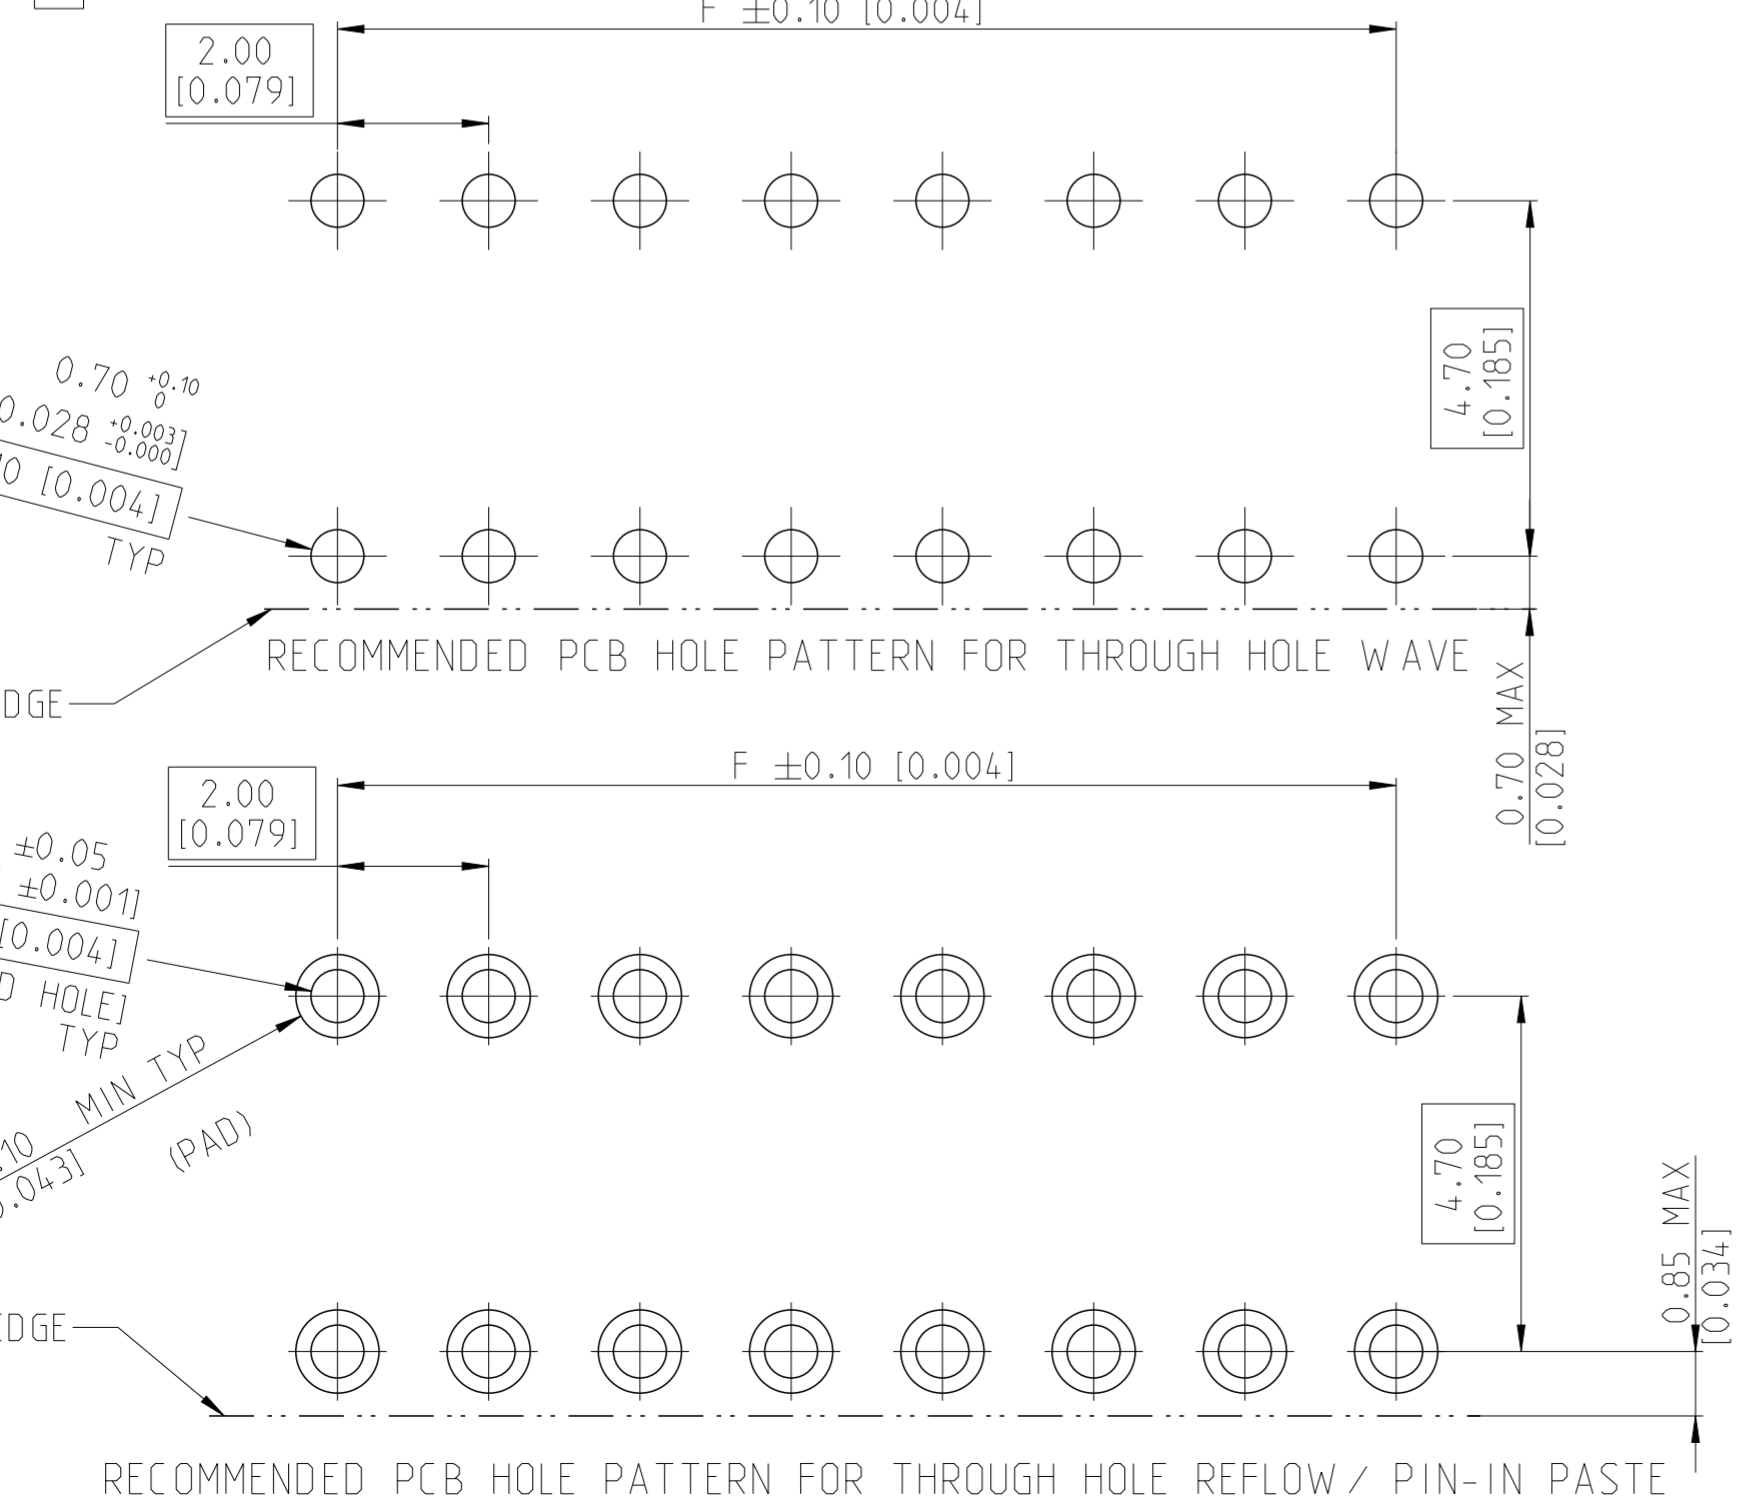 F ±0.10 [0.004]
2.00
[0.079]
4.70
[0.185]
0.70 +0.10
0
0.028 +0.003]
-0.000
[0.004]
TYP
RECOMMENDED PCB HOLE PATTERN FOR THROUGH HOLE WAVE
0.70 MAX
[0.028]
F ±0.10 [0.004]
2.00
[0.079]
±0.05
±0.001]
[0.004]
HOLE]
TYP
MIN TYP
(PAD)
4.70
[0.185]
0.85 MAX
[0.034]
RECOMMENDED PCB HOLE PATTERN FOR THROUGH HOLE REFLOW/ PIN-IN PASTE